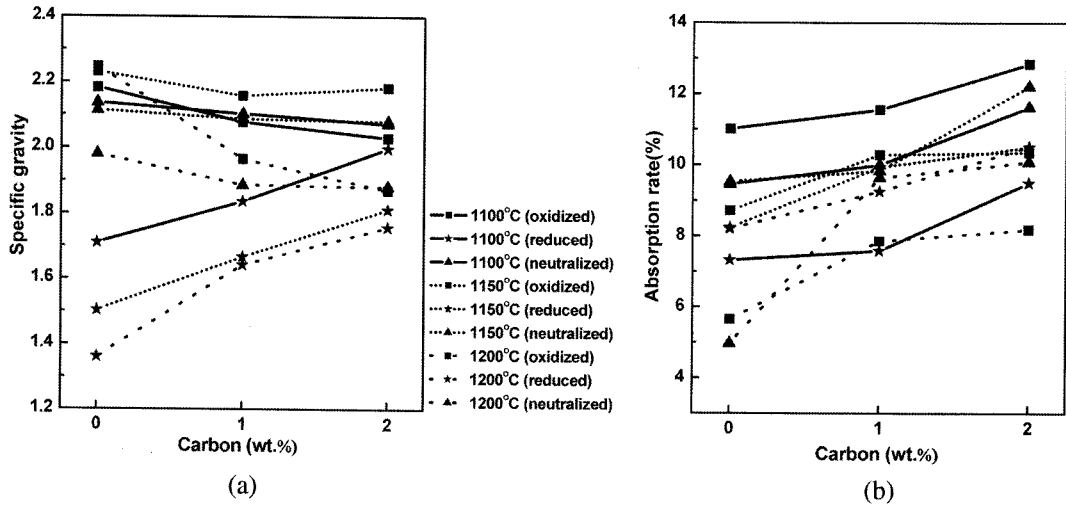 2.4
2.2
2.0
1.8
1.6
1.4
1.2
Specific gravity
0 1 2
Carbon (wt.%)
(a)
1100°C (oxidized)
1100°C (reduced)
1100°C (neutralized)
1150°C (oxidized)
1150°C (reduced)
1150°C (neutralized)
1200°C (oxidized)
1200°C (reduced)
1200°C (neutralized)
14
12
10
8
6
4
Absorption rate(%)
0 1 2
Carbon (wt.%)
(b)